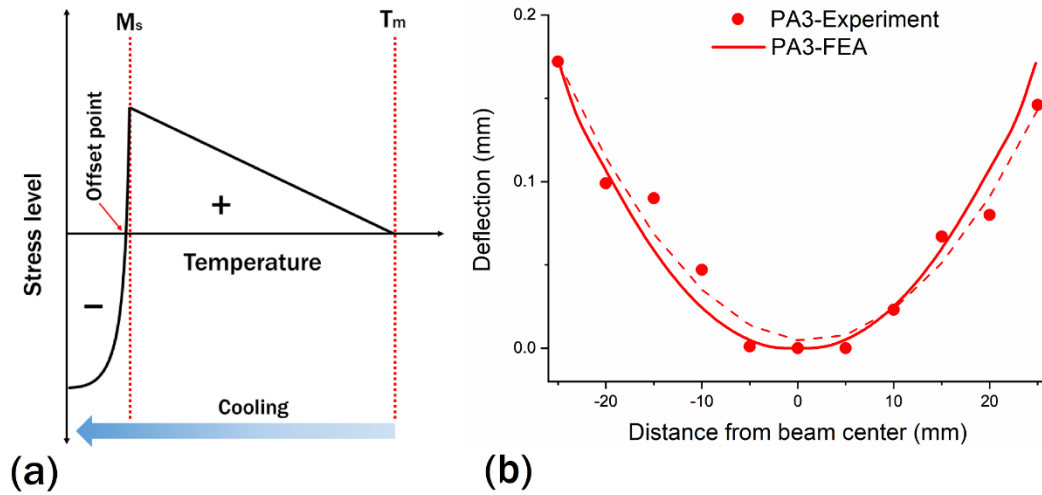 Ms
Tm
Offset point
+
Stress level
Temperature
−
Cooling
(a)
PA3-Experiment
PA3-FEA
0.2
0.1
0.0
Deflection (mm)
-20
-10
0
10
20
Distance from beam center (mm)
(b)